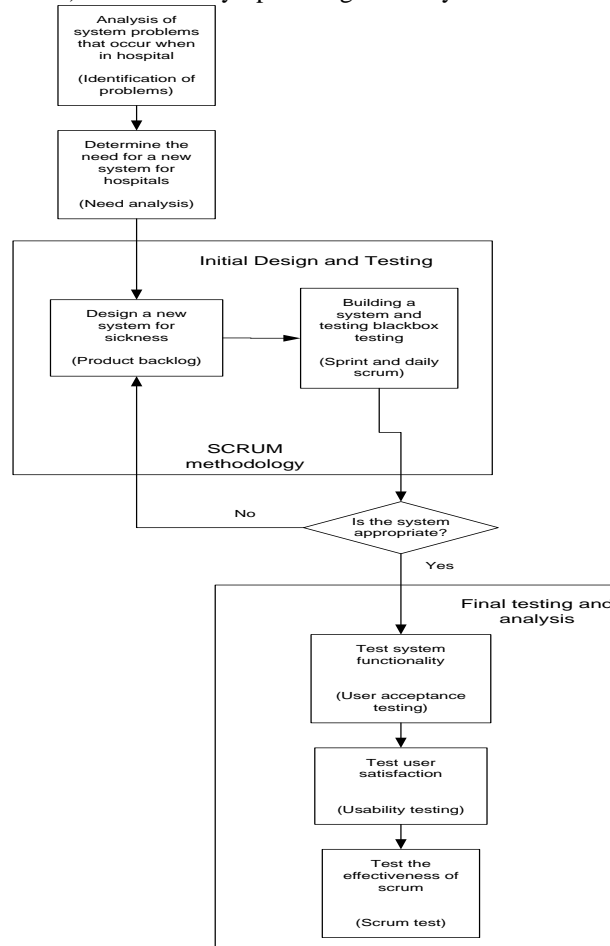 Analysis of
system problems
that occur when
in hospital
(Identification of
problems)
Determine the
need for a new
system for
hospitals
(Need analysis)
Initial Design and Testing
Design a new
system for
sickness
(Product backlog)
Building a
system and
testing blackbox
testing
(Sprint and daily
scrum)
SCRUM
methodology
Is the system
appropriate?
No
Yes
Final testing and
analysis
Test system
functionality
(User acceptance
testing)
Test user
satisfaction
(Usability testing)
Test the
effectiveness of
scrum
(Scrum test)